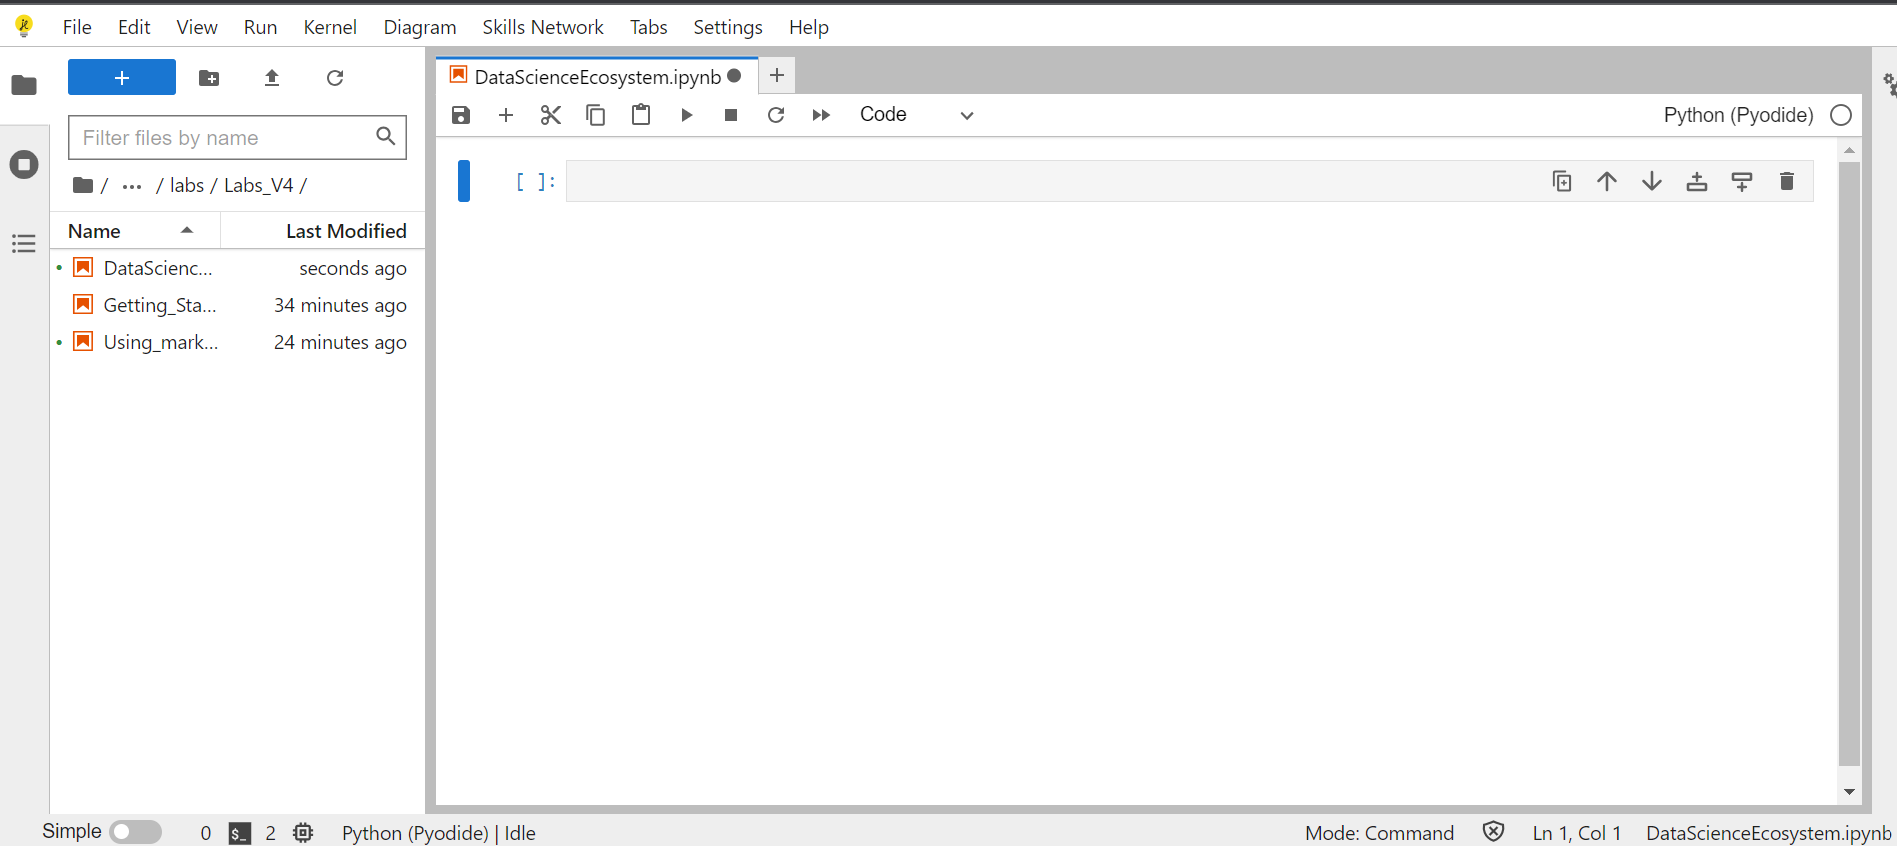 File Edit View Run Kernel Diagram Skills Network Tabs Settings Help
DataScienceEcosystem.ipynb
Code
Python (Pyodide)
Filter files by name
/ ··· / labs / Labs_V4 /
[ ]:
Name Last Modified
DataScienc... seconds ago
Getting_Sta... 34 minutes ago
Using_mark... 24 minutes ago
Simple 0 $_ 2 Python (Pyodide) | Idle Mode: Command Ln 1, Col 1 DataScienceEcosystem.ipynb